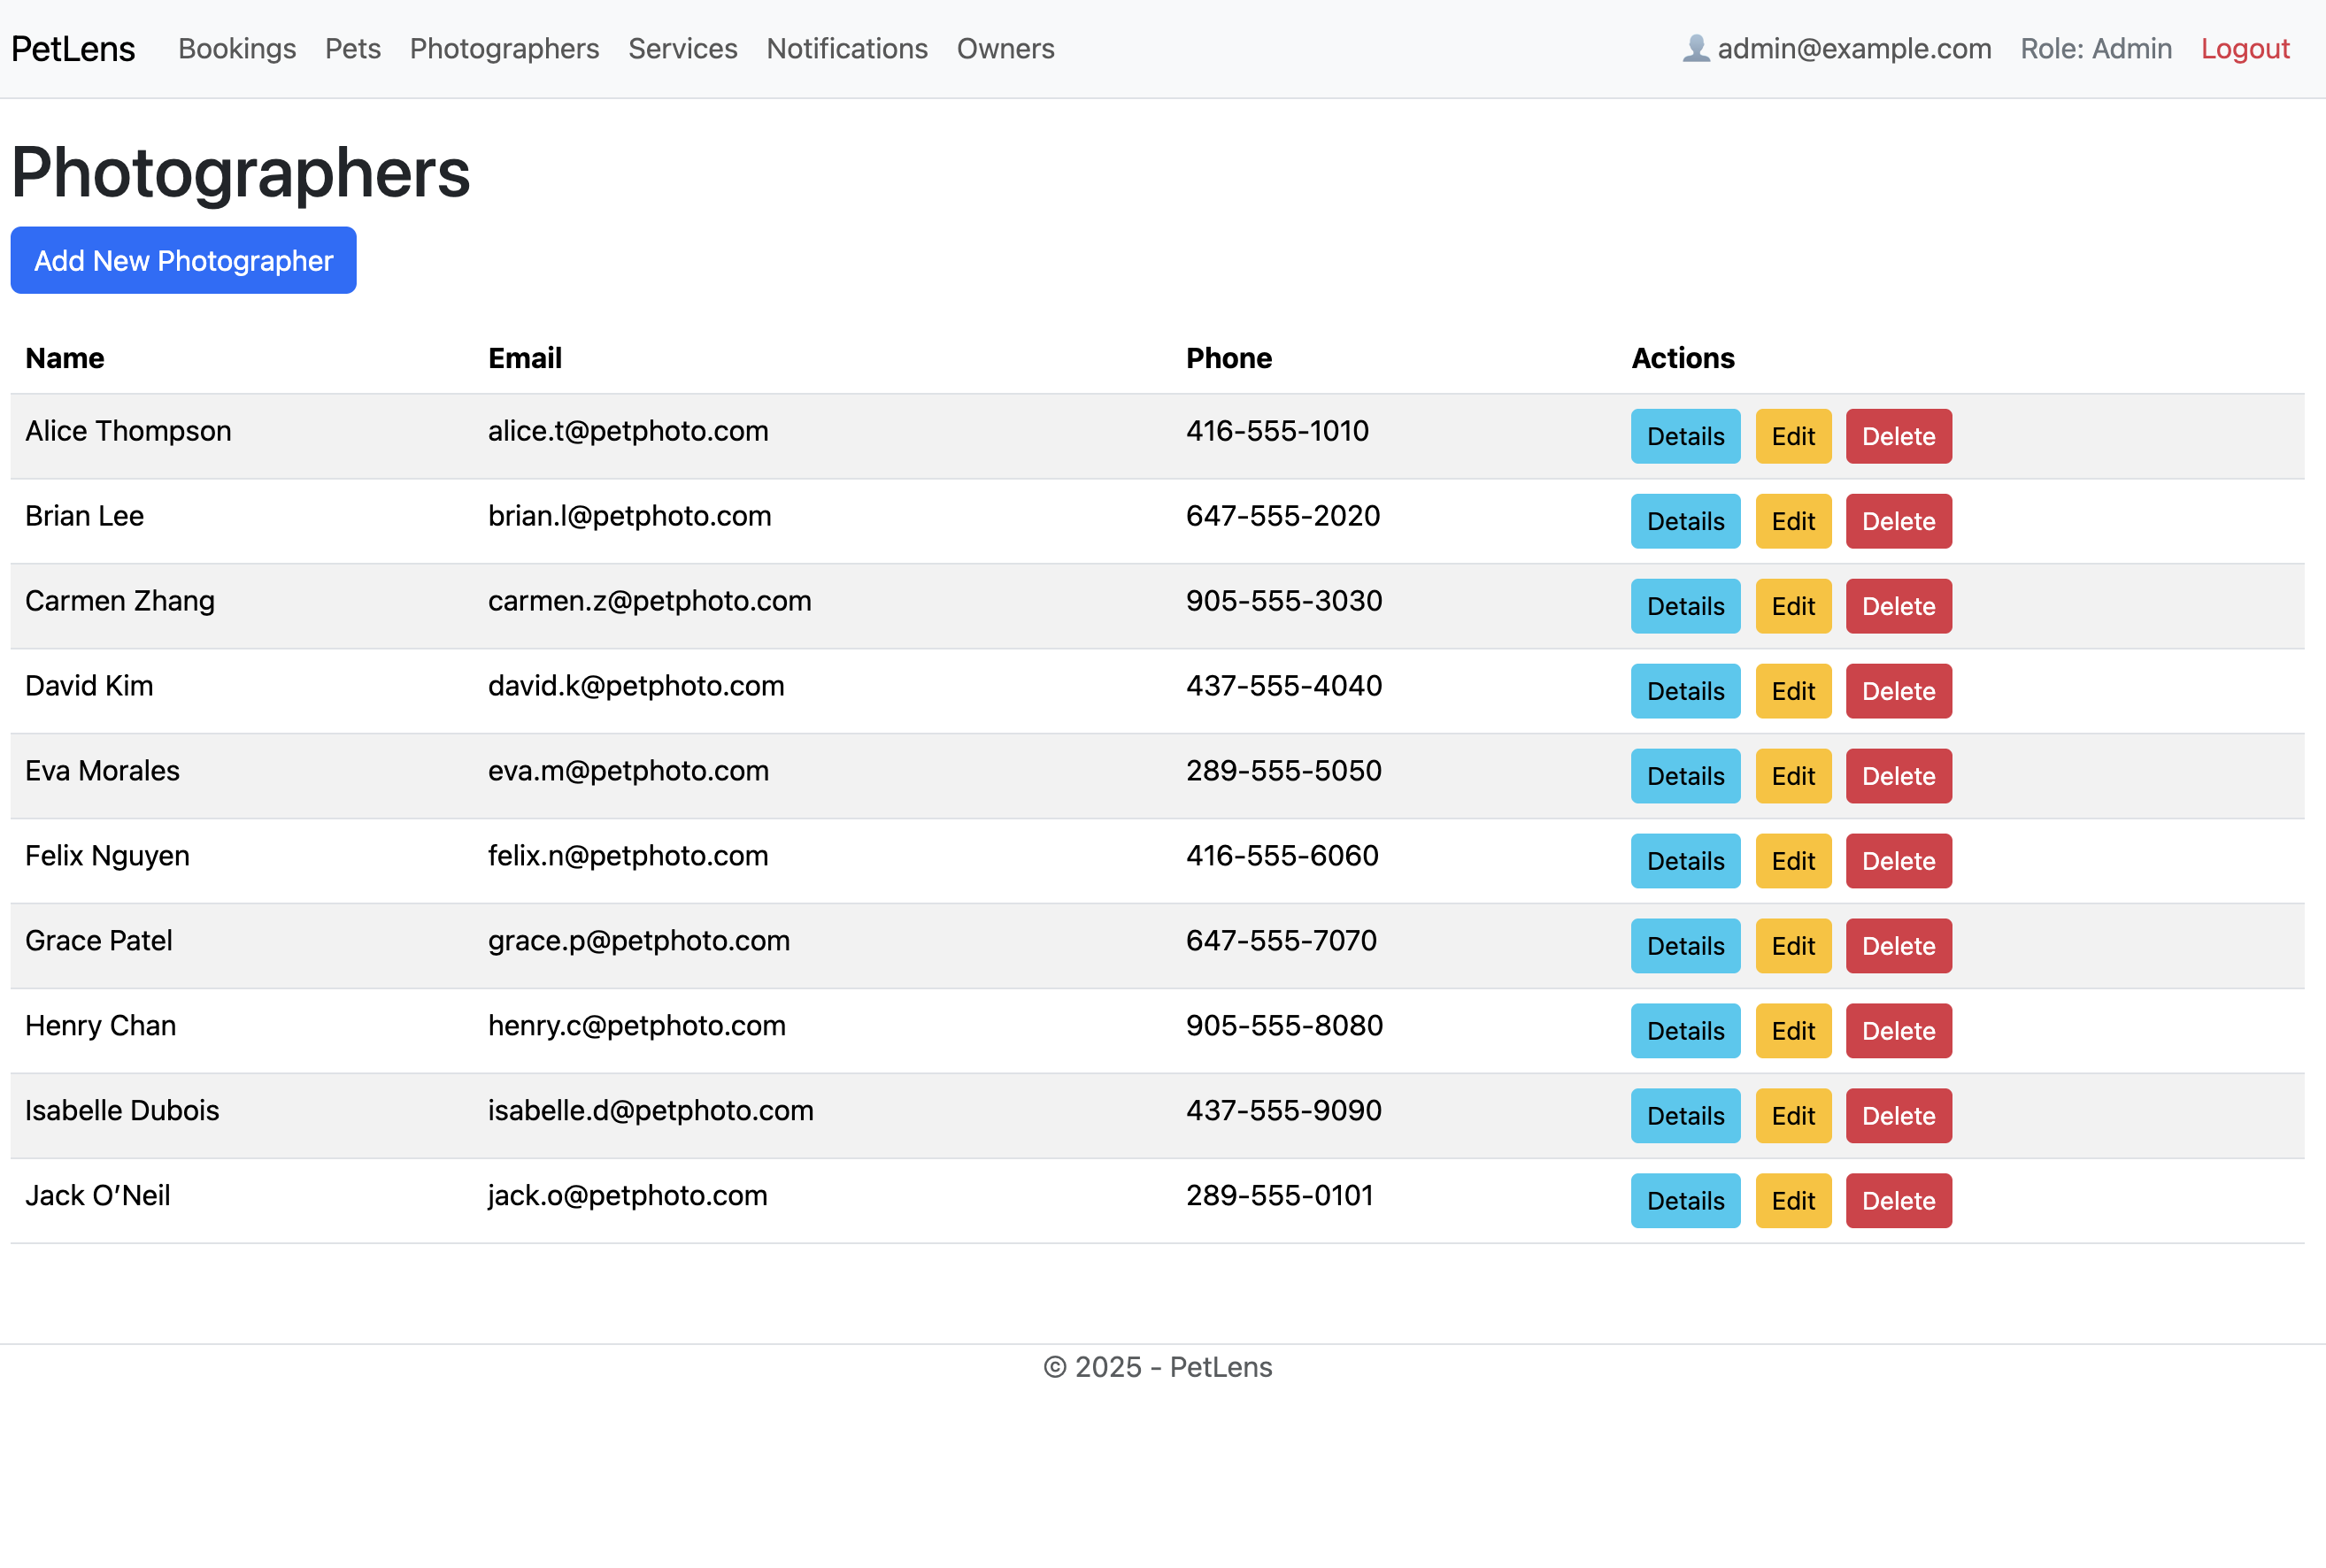 PetLens Bookings Pets Photographers Services Notifications Owners admin@example.com Role: Admin Logout
Photographers
Add New Photographer
Name Email Phone Actions
Alice Thompson alice.t@petphoto.com 416-555-1010 Details Edit Delete
Brian Lee brian.l@petphoto.com 647-555-2020 Details Edit Delete
Carmen Zhang carmen.z@petphoto.com 905-555-3030 Details Edit Delete
David Kim david.k@petphoto.com 437-555-4040 Details Edit Delete
Eva Morales eva.m@petphoto.com 289-555-5050 Details Edit Delete
Felix Nguyen felix.n@petphoto.com 416-555-6060 Details Edit Delete
Grace Patel grace.p@petphoto.com 647-555-7070 Details Edit Delete
Henry Chan henry.c@petphoto.com 905-555-8080 Details Edit Delete
Isabelle Dubois isabelle.d@petphoto.com 437-555-9090 Details Edit Delete
Jack O’Neil jack.o@petphoto.com 289-555-0101 Details Edit Delete
© 2025 - PetLens